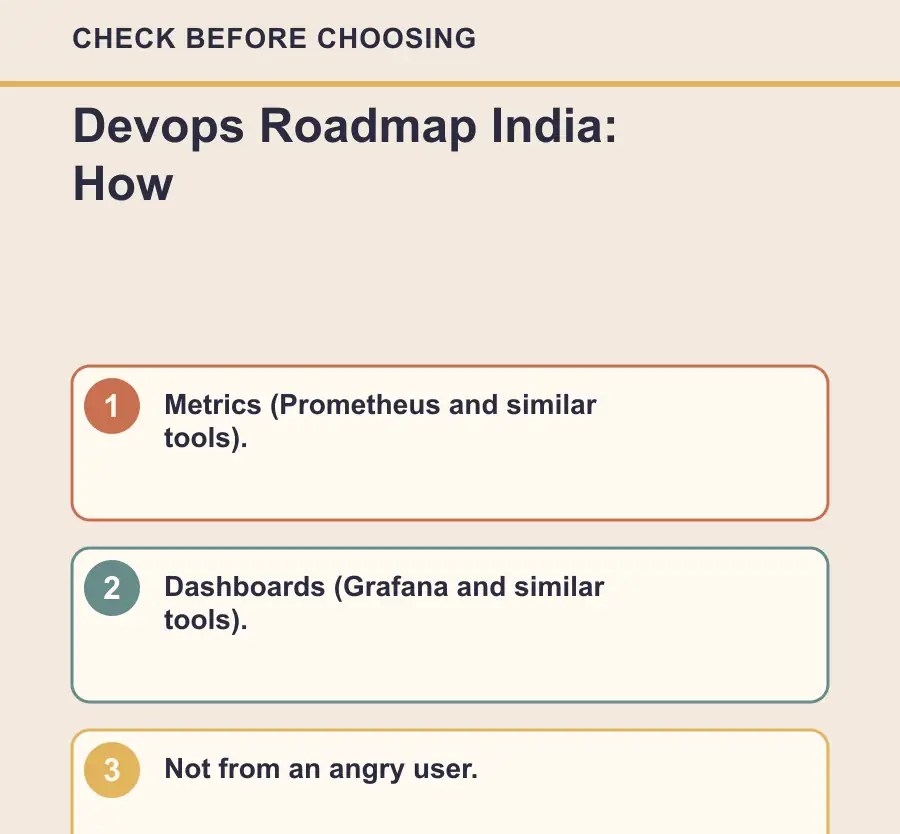 CHECK BEFORE CHOOSING
Devops Roadmap India:
How
1
Metrics (Prometheus and similar
tools).
2
Dashboards (Grafana and similar
tools).
3
Not from an angry user.